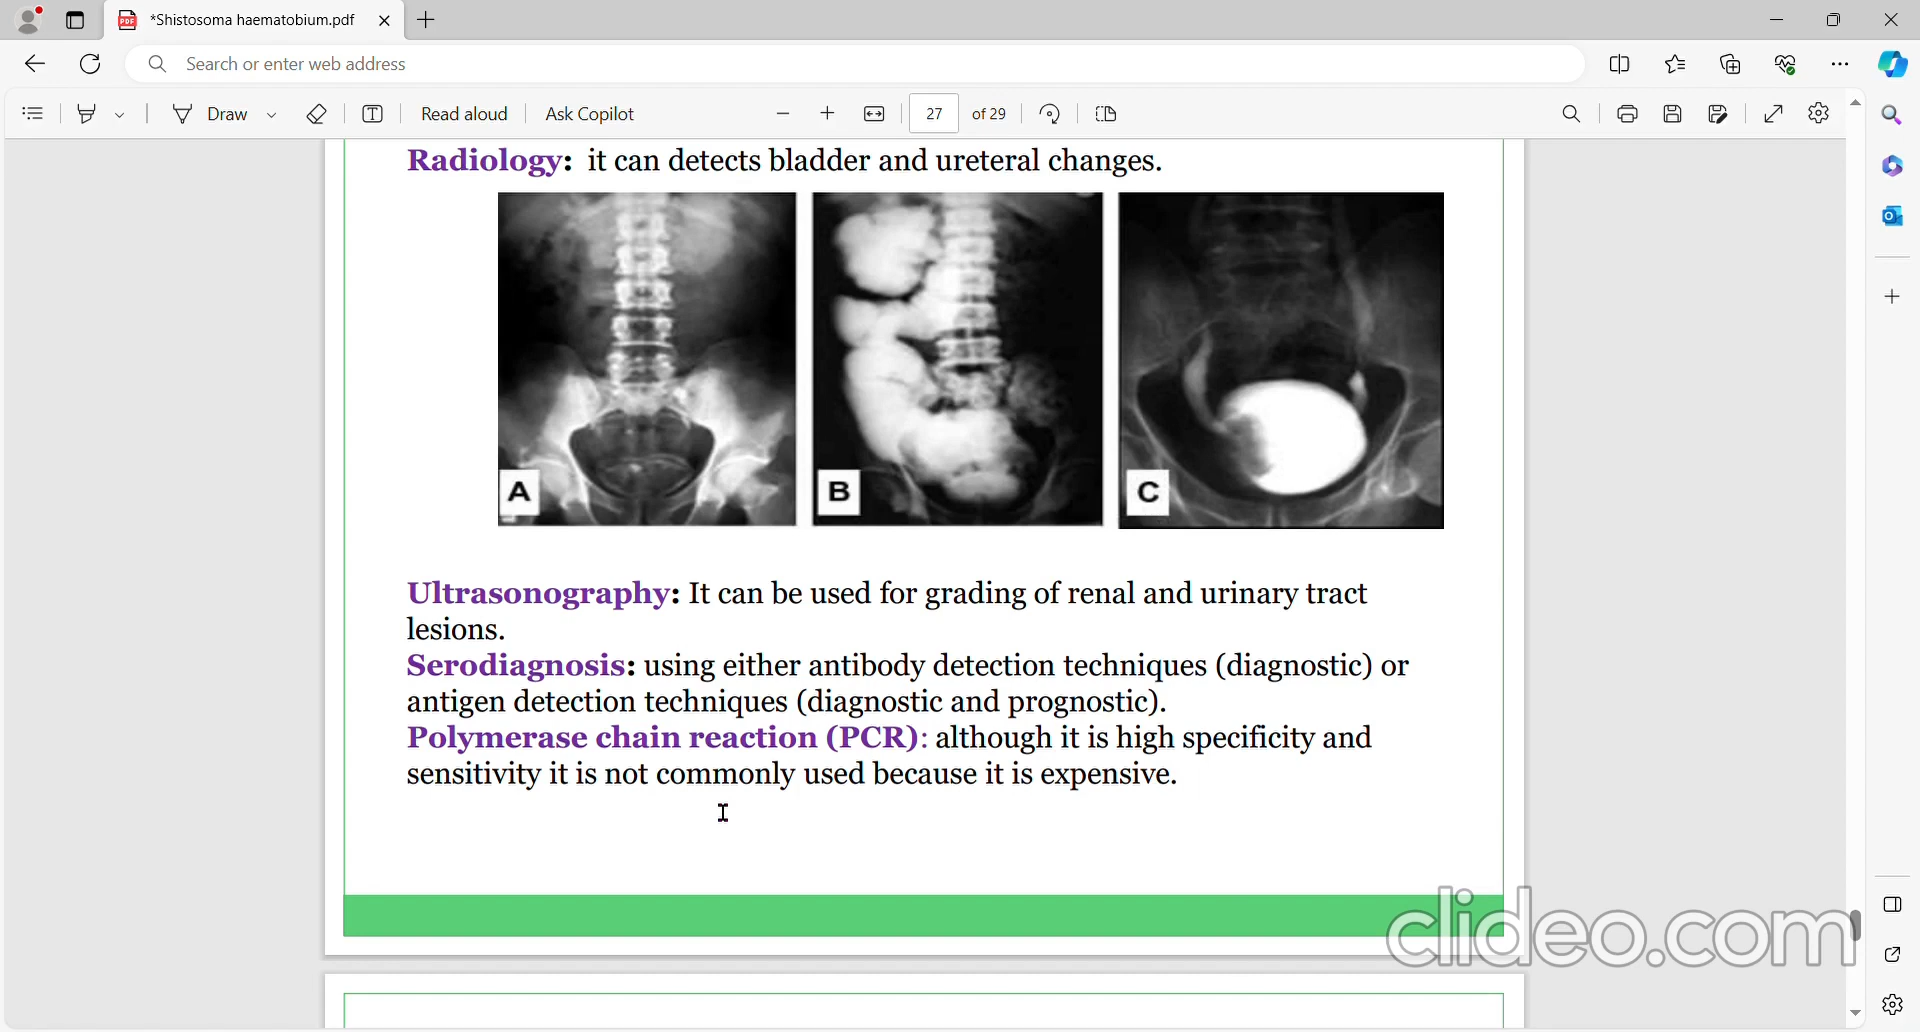 *Shistosoma haematobium.pdf
Search or enter web address
Draw
Read aloud
Ask Copilot
27
of 29
Radiology: it can detects bladder and ureteral changes.
A
B
C
Ultrasonography: It can be used for grading of renal and urinary tract
lesions.
Serodiagnosis: using either antibody detection techniques (diagnostic) or
antigen detection techniques (diagnostic and prognostic).
Polymerase chain reaction (PCR): although it is high specificity and
sensitivity it is not commonly used because it is expensive.
clideo.com